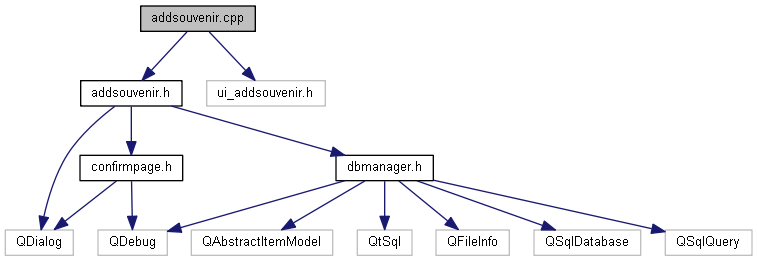 addsouvenir.cpp
addsouvenir.h
ui_addsouvenir.h
confirmpage.h
dbmanager.h
QDialog
QDebug
QAbstractItemModel
QtSql
QFileInfo
QSqlDatabase
QSqlQuery